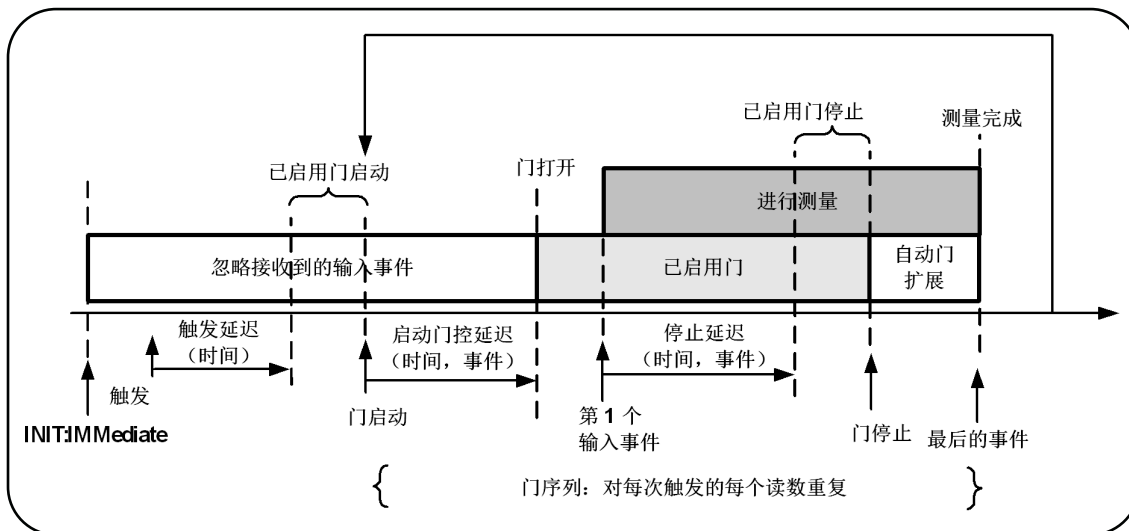 已启用门停止
测量完成
已启用门启动
门打开
进行测量
忽略接收到的输入事件
已启用门
自动门
扩展
触发延迟
（时间）
启动门控延迟
（时间，事件）
停止延迟
（时间，事件）
触发
INIT:IMMediate
门启动
第 1 个
输入事件
门停止
最后的事件
门序列：对每次触发的每个读数重复